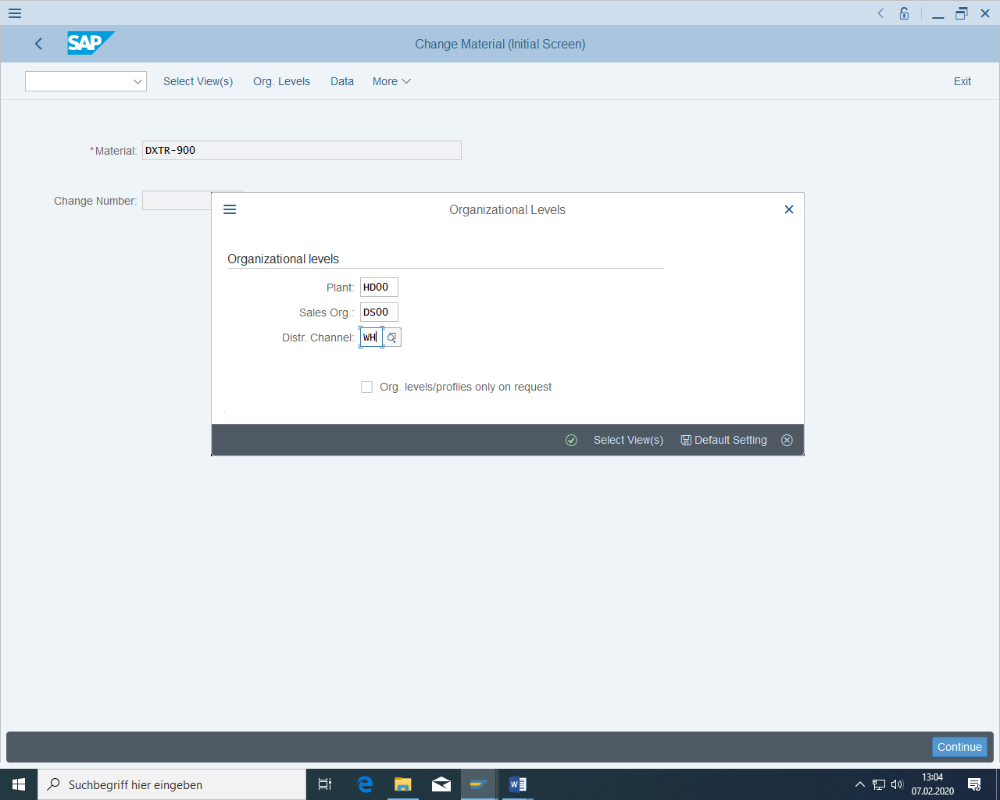 SAP
Change Material (Initial Screen)
Select View(s) Org. Levels Data More Exit
*Material: DXTR-900
Change Number:
Organizational Levels
Organizational levels
Plant: HD00
Sales Org.: DS00
Distr. Channel: WH
Org. levels/profiles only on request
Select View(s) Default Setting
Continue
Suchbegriff hier eingeben
13:04
07.02.2020